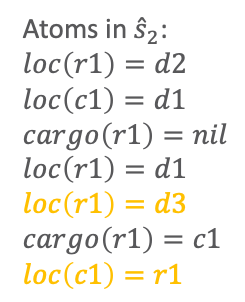 Atoms in ŝ₂:
loc(r1) = d2
loc(c1) = d1
cargo(r1) = nil
loc(r1) = d1
loc(r1) = d3
cargo(r1) = c1
loc(c1) = r1